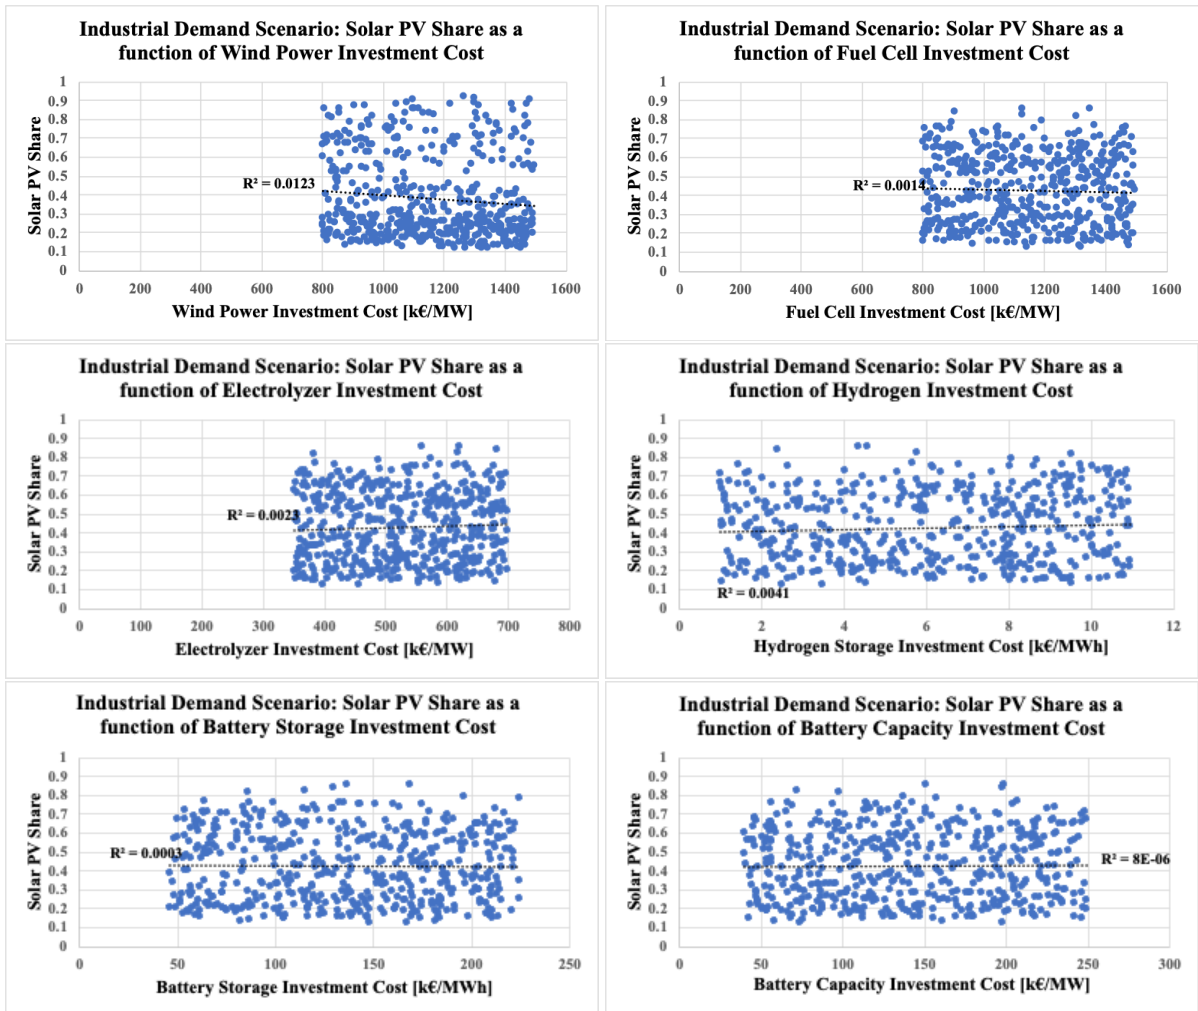 Industrial Demand Scenario: Solar PV Share as a
function of Wind Power Investment Cost
1
0.9
0.8
0.7
0.6
0.5
0.4
0.3
0.2
0.1
0
Solar PV Share
R² = 0.0123
0 200 400 600 800 1000 1200 1400 1600
Wind Power Investment Cost [k€/MW]
Industrial Demand Scenario: Solar PV Share as a
function of Fuel Cell Investment Cost
1
0.9
0.8
0.7
0.6
0.5
0.4
0.3
0.2
0.1
0
Solar PV Share
R² = 0.0014
0 200 400 600 800 1000 1200 1400 1600
Fuel Cell Investment Cost [k€/MW]
Industrial Demand Scenario: Solar PV Share as a
function of Electrolyzer Investment Cost
1
0.9
0.8
0.7
0.6
0.5
0.4
0.3
0.2
0.1
0
Solar PV Share
R² = 0.0023
0 100 200 300 400 500 600 700 800
Electrolyzer Investment Cost [k€/MW]
Industrial Demand Scenario: Solar PV Share as a
function of Hydrogen Investment Cost
1
0.9
0.8
0.7
0.6
0.5
0.4
0.3
0.2
0.1
0
Solar PV Share
R² = 0.0041
0 2 4 6 8 10 12
Hydrogen Storage Investment Cost [k€/MWh]
Industrial Demand Scenario: Solar PV Share as a
function of Battery Storage Investment Cost
1
0.9
0.8
0.7
0.6
0.5
0.4
0.3
0.2
0.1
0
Solar PV Share
R² = 0.0003
0 50 100 150 200 250
Battery Storage Investment Cost [k€/MWh]
Industrial Demand Scenario: Solar PV Share as a
function of Battery Capacity Investment Cost
1
0.9
0.8
0.7
0.6
0.5
0.4
0.3
0.2
0.1
0
Solar PV Share
R² = 8E-06
0 50 100 150 200 250 300
Battery Capacity Investment Cost [k€/MW]